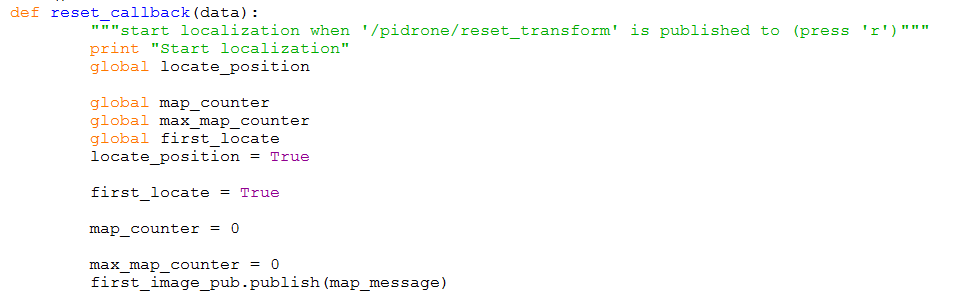 def reset_callback(data):
"""start localization when '/pidrone/reset_transform' is published to (press 'r')"""
print "Start localization"
global locate_position
global map_counter
global max_map_counter
global first_locate
locate_position = True
first_locate = True
map_counter = 0
max_map_counter = 0
first_image_pub.publish(map_message)